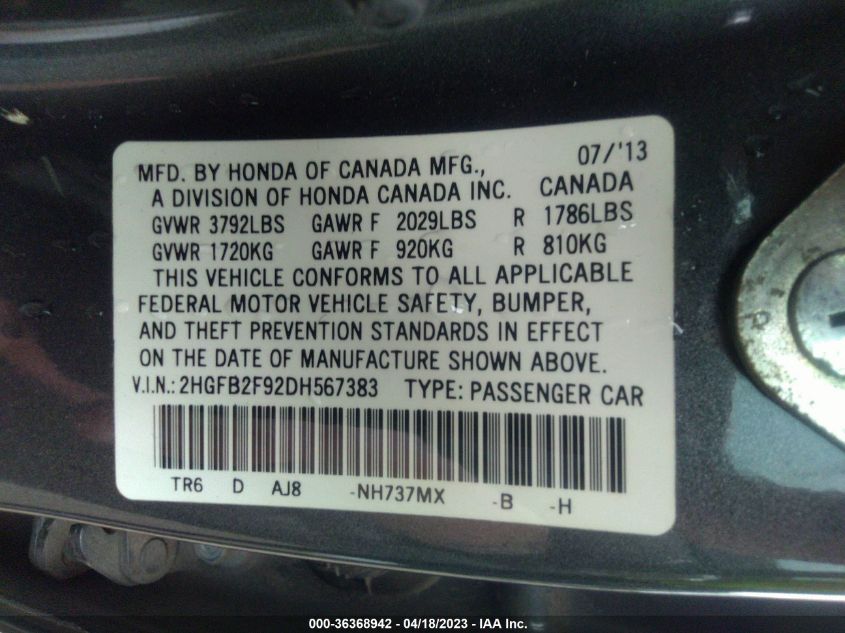 MFD. BY HONDA OF CANADA MFG., 07/'13
A DIVISION OF HONDA CANADA INC. CANADA
GVWR 3792LBS GAWR F 2029LBS R 1786LBS
GVWR 1720KG GAWR F 920KG R 810KG
THIS VEHICLE CONFORMS TO ALL APPLICABLE
FEDERAL MOTOR VEHICLE SAFETY, BUMPER,
AND THEFT PREVENTION STANDARDS IN EFFECT
ON THE DATE OF MANUFACTURE SHOWN ABOVE.
V.I.N.: 2HGFB2F92DH567383 TYPE: PASSENGER CAR
TR6 D AJ8 -NH737MX -B -H
000-36368942 - 04/18/2023 - IAA Inc.